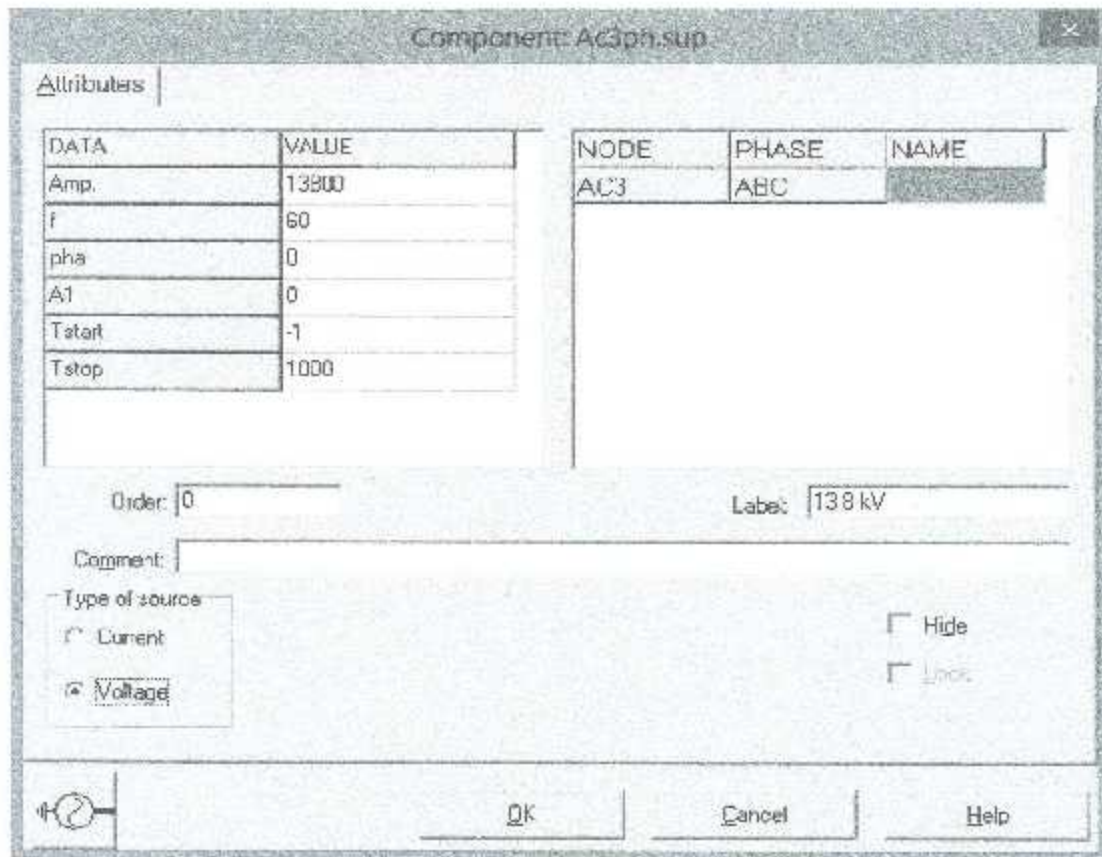 Component: Ac3ph.sup
Attributes
DATA VALUE
Amp. 13800
f 60
pha 0
A1 0
Tstart -1
Tstop 1000
NODE PHASE NAME
AC3 ABC
Order: 0
Label: 13.8 kV
Comment:
Type of source
Current
Voltage
Hide
Lock
OK Cancel Help